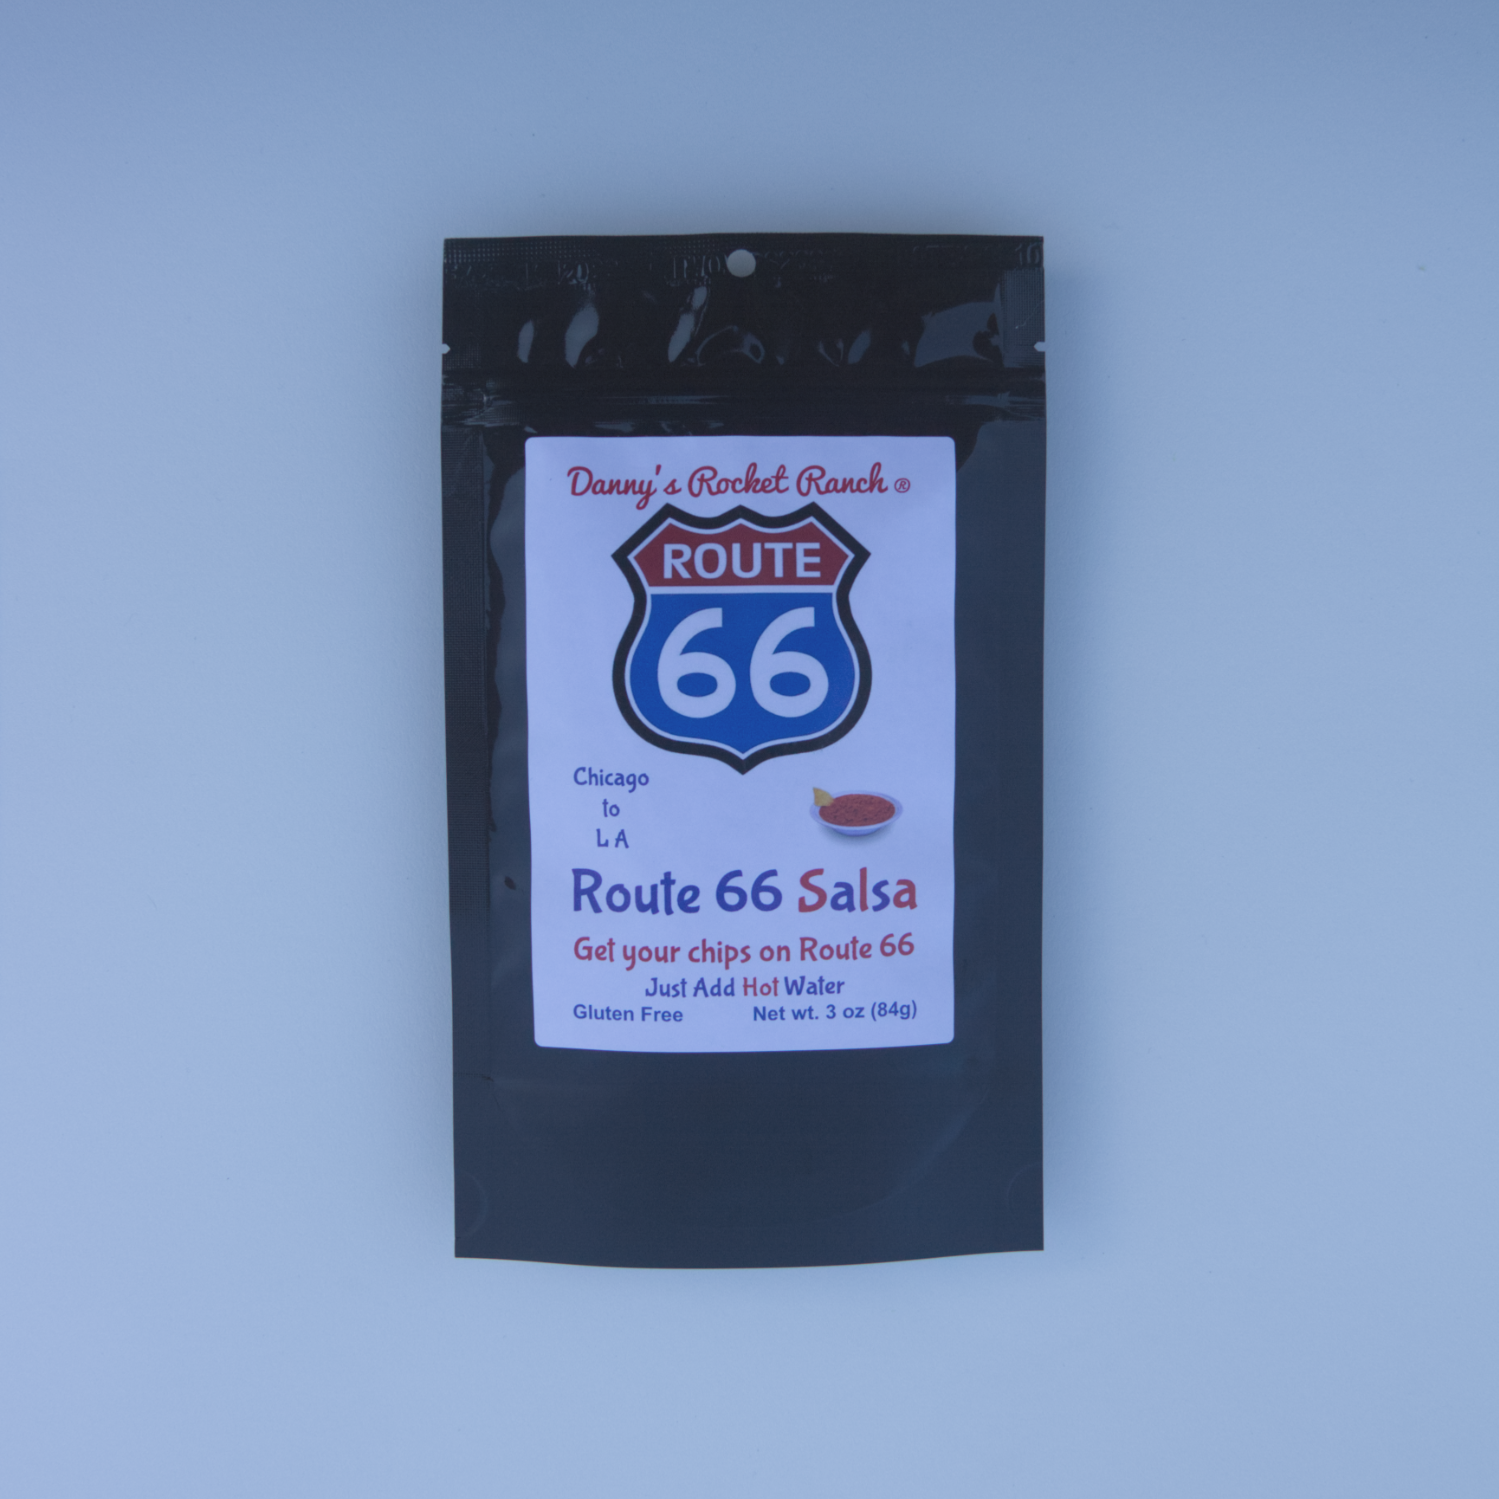 Danny's Rocket Ranch ®
ROUTE
66
Chicago
to
L A
Route 66 Salsa
Get your chips on Route 66
Just Add Hot Water
Gluten Free Net wt. 3 oz (84g)